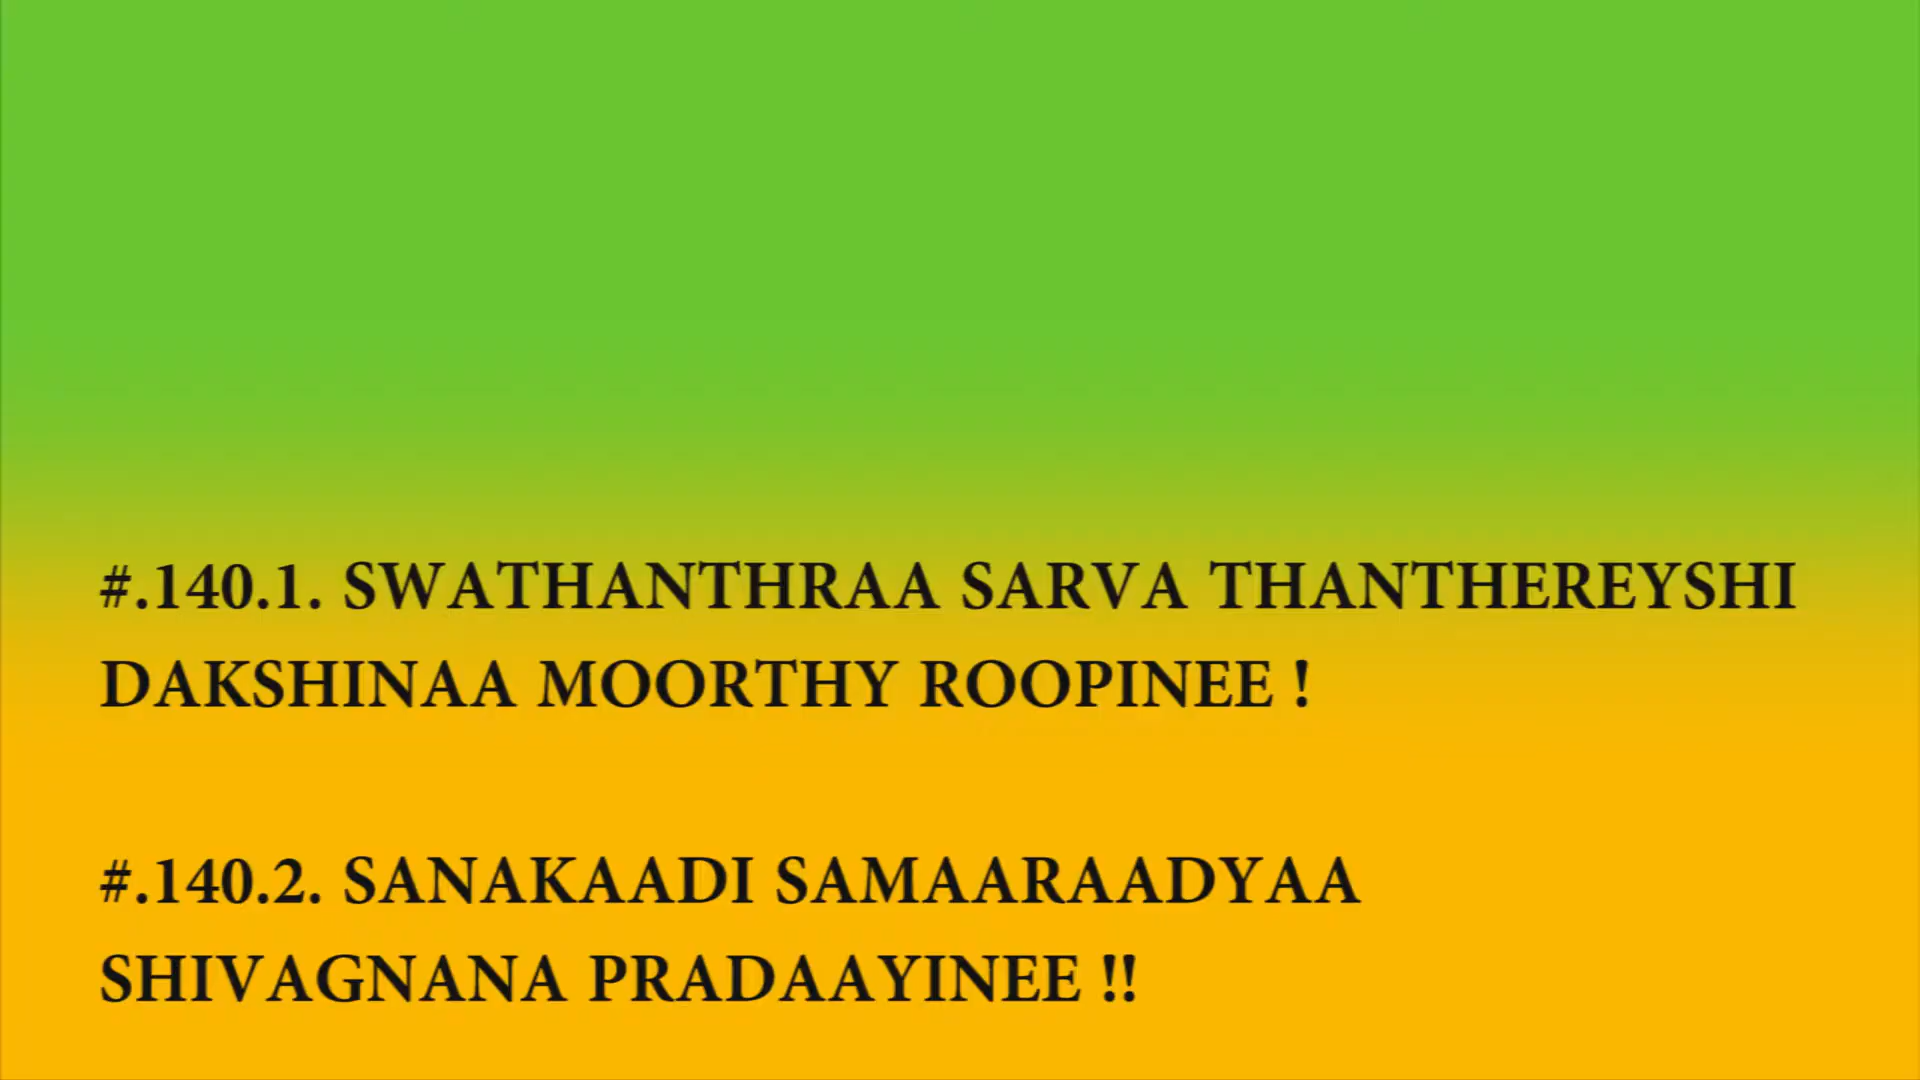 #.140.1. SWATHANTHRAA SARVA THANTHEREYSHI
DAKSHINAA MOORTHY ROOPINEE !
#.140.2. SANAKAADI SAMAARAADYAA
SHIVAGNANA PRADAAYINEE !!